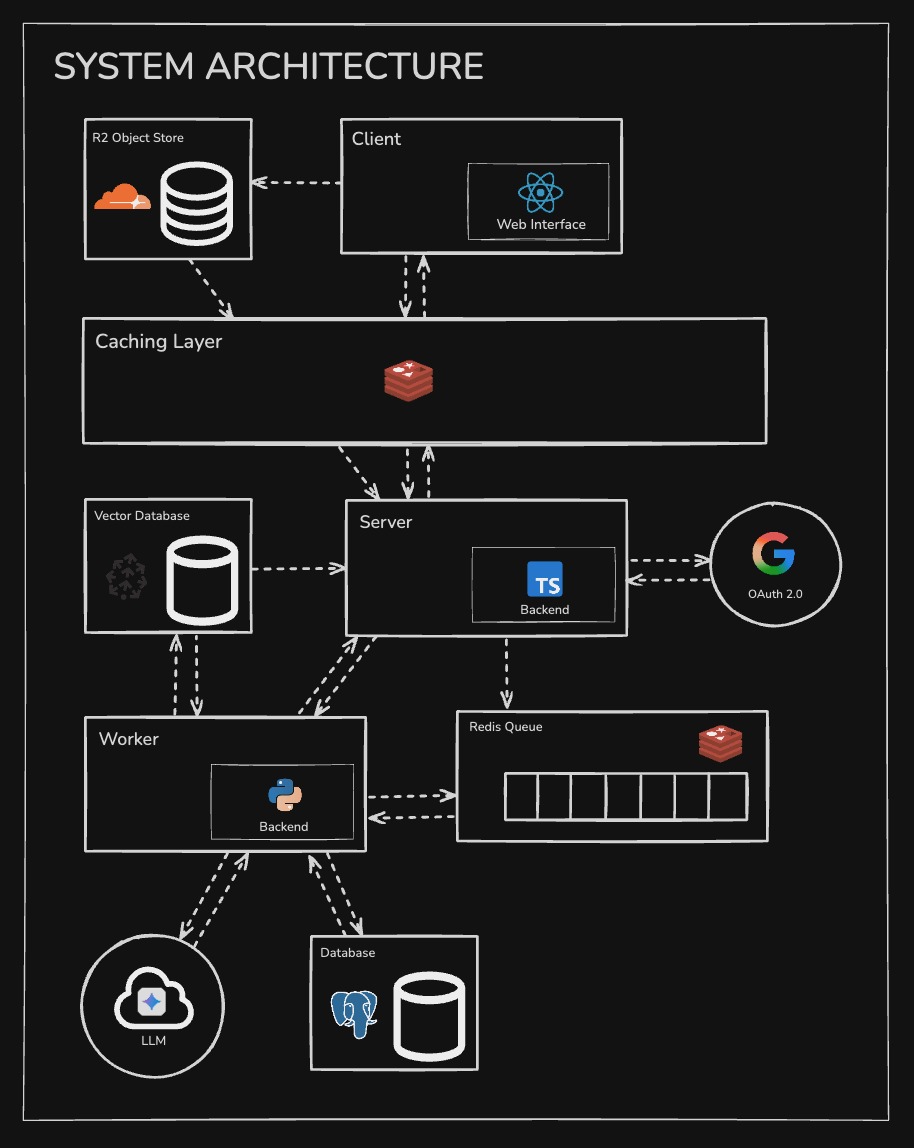 SYSTEM ARCHITECTURE
R2 Object Store
Client
Web Interface
Caching Layer
Vector Database
Server
TS
Backend
OAuth 2.0
Worker
Backend
Redis Queue
LLM
Database